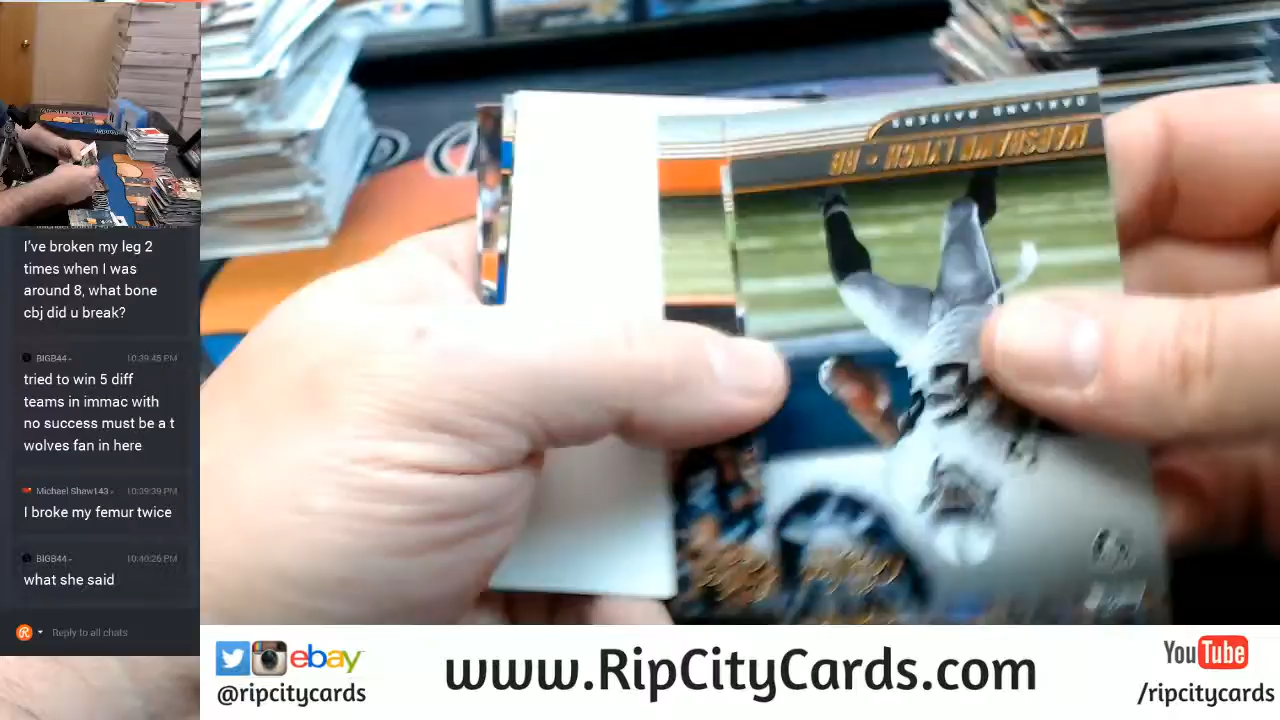 I've broken my leg 2
times when I was
around 8, what bone
cbj did u break?
BIGB44 10:39:45 PM
tried to win 5 diff
teams in immac with
no success must be a t
wolves fan in here
Michael Shaw143 10:39:39 PM
I broke my femur twice
BIGB44 10:40:26 PM
what she said
Reply to all chats
OAKLAND RAIDERS
MARSHAWN LYNCH • RB
ebay
@ripcitycards
www.RipCityCards.com
YouTube
/ripcitycards